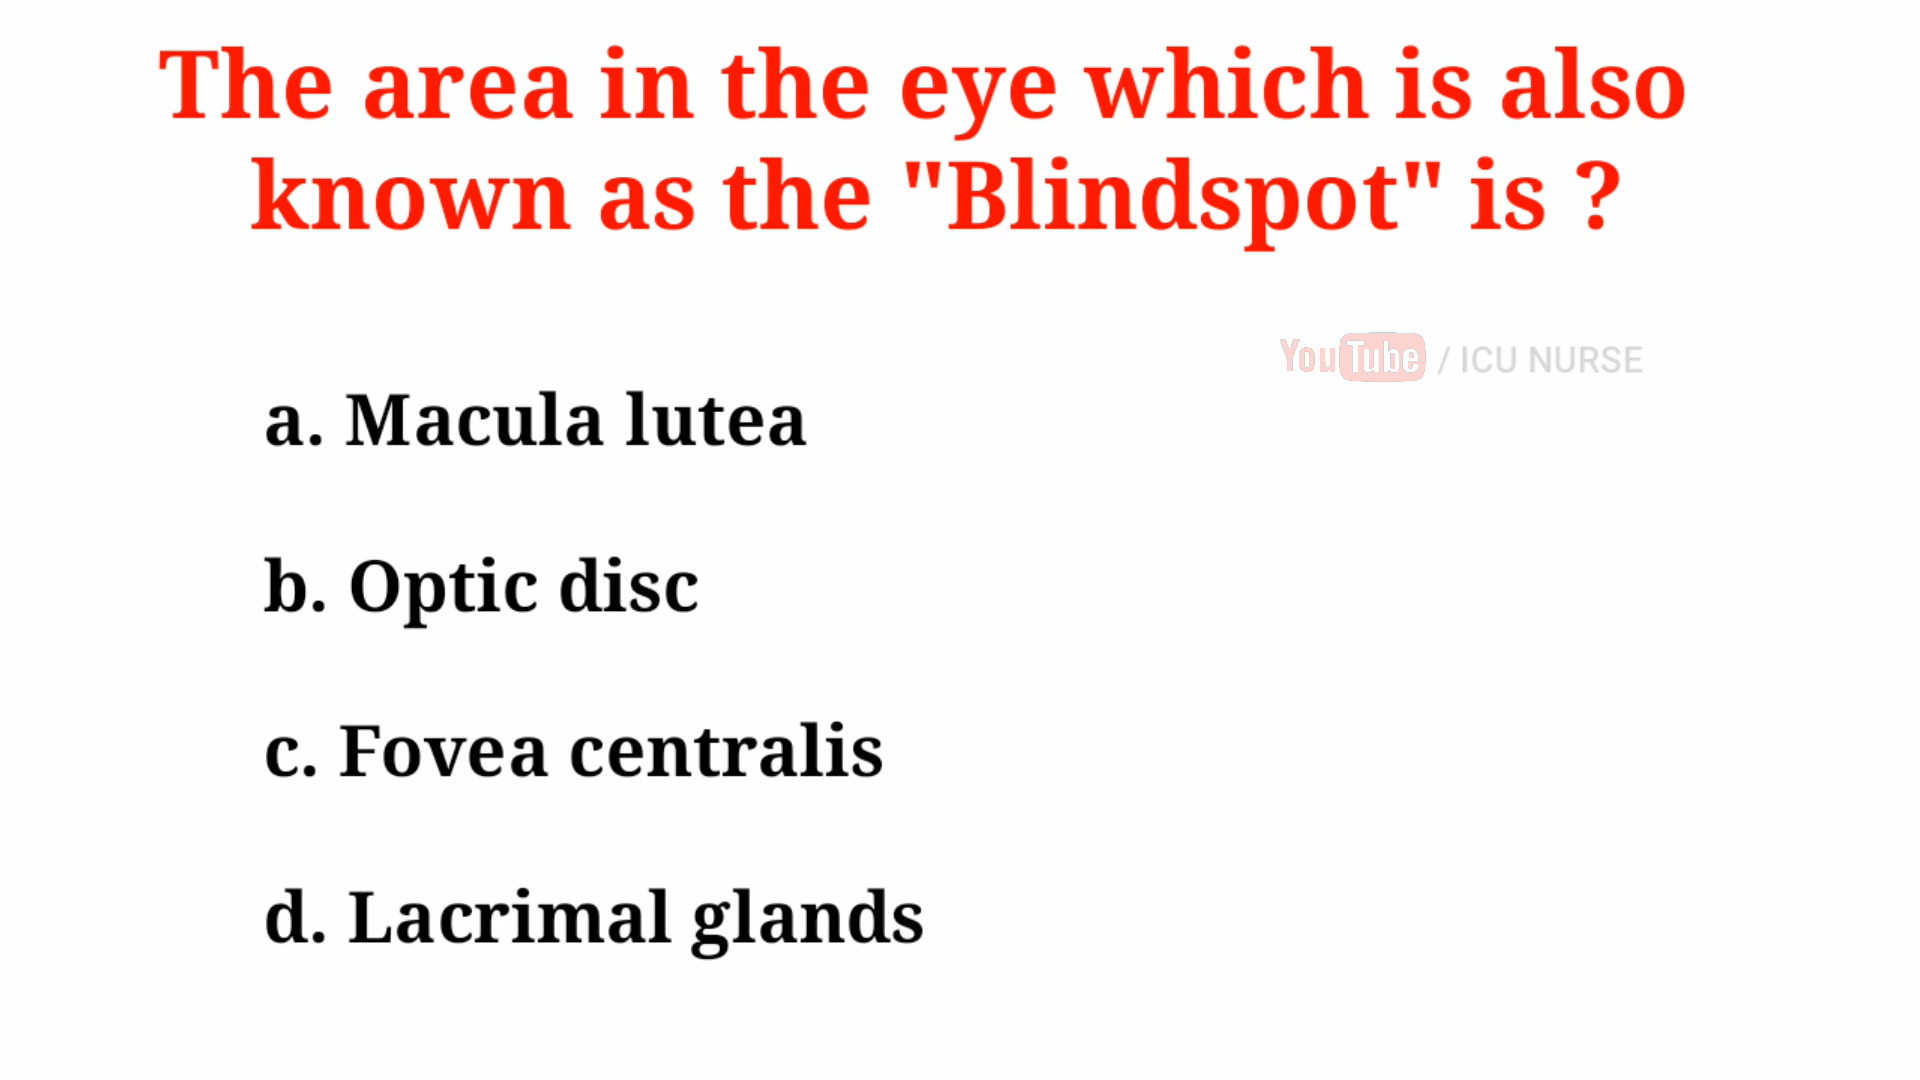 The area in the eye which is also
known as the "Blindspot" is ?
YouTube / ICU NURSE
a. Macula lutea
b. Optic disc
c. Fovea centralis
d. Lacrimal glands